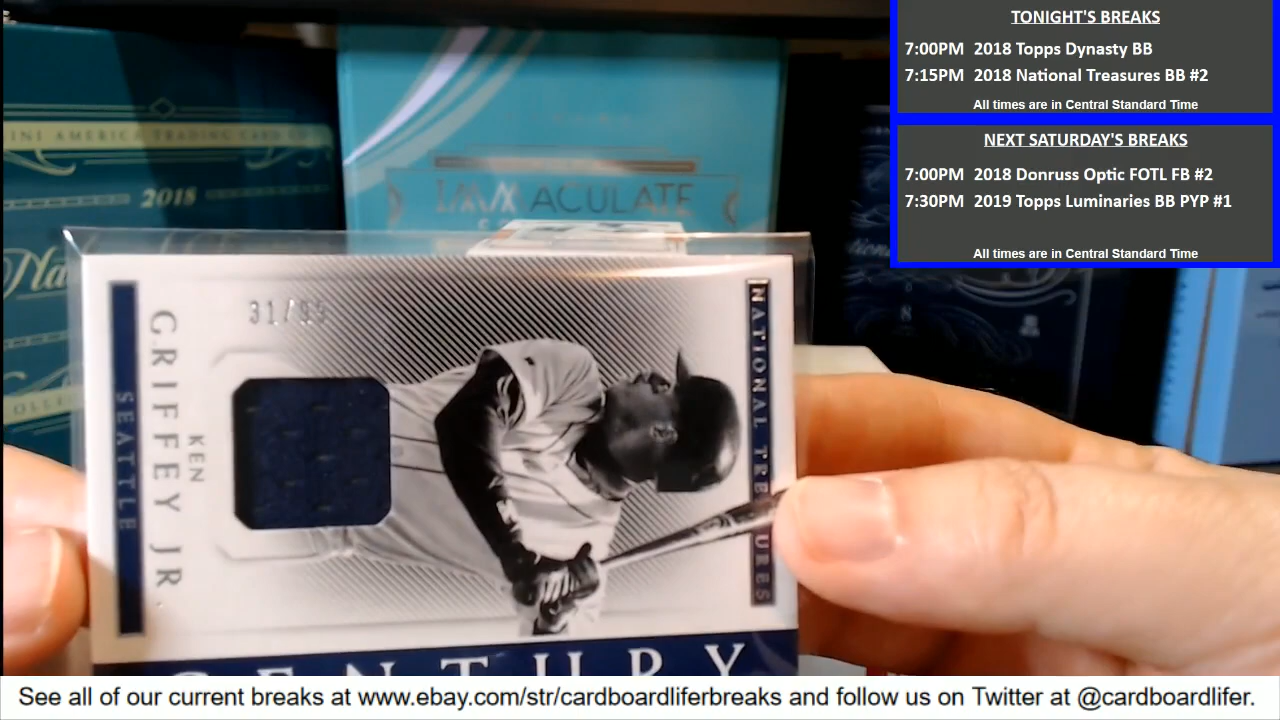 TONIGHT'S BREAKS
7:00PM 2018 Topps Dynasty BB
7:15PM 2018 National Treasures BB #2
All times are in Central Standard Time
NEXT SATURDAY'S BREAKS
7:00PM 2018 Donruss Optic FOTL FB #2
7:30PM 2019 Topps Luminaries BB PYP #1
All times are in Central Standard Time
2018
IMMACULATE
31/99
NATIONAL TREASURES
KEN
GRIFFEY JR.
SEATTLE
CENTURY
See all of our current breaks at www.ebay.com/str/cardboardliferbreaks and follow us on Twitter at @cardboardlifer.